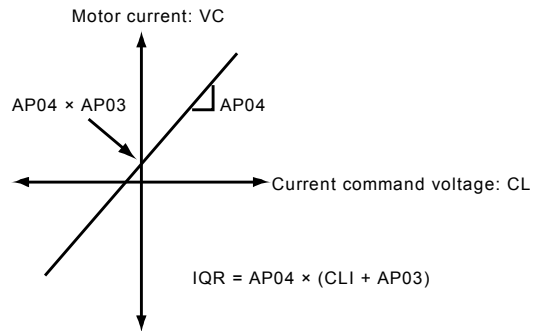 Motor current: VC
AP04 × AP03
AP04
Current command voltage: CL
IQR = AP04 × (CLI + AP03)